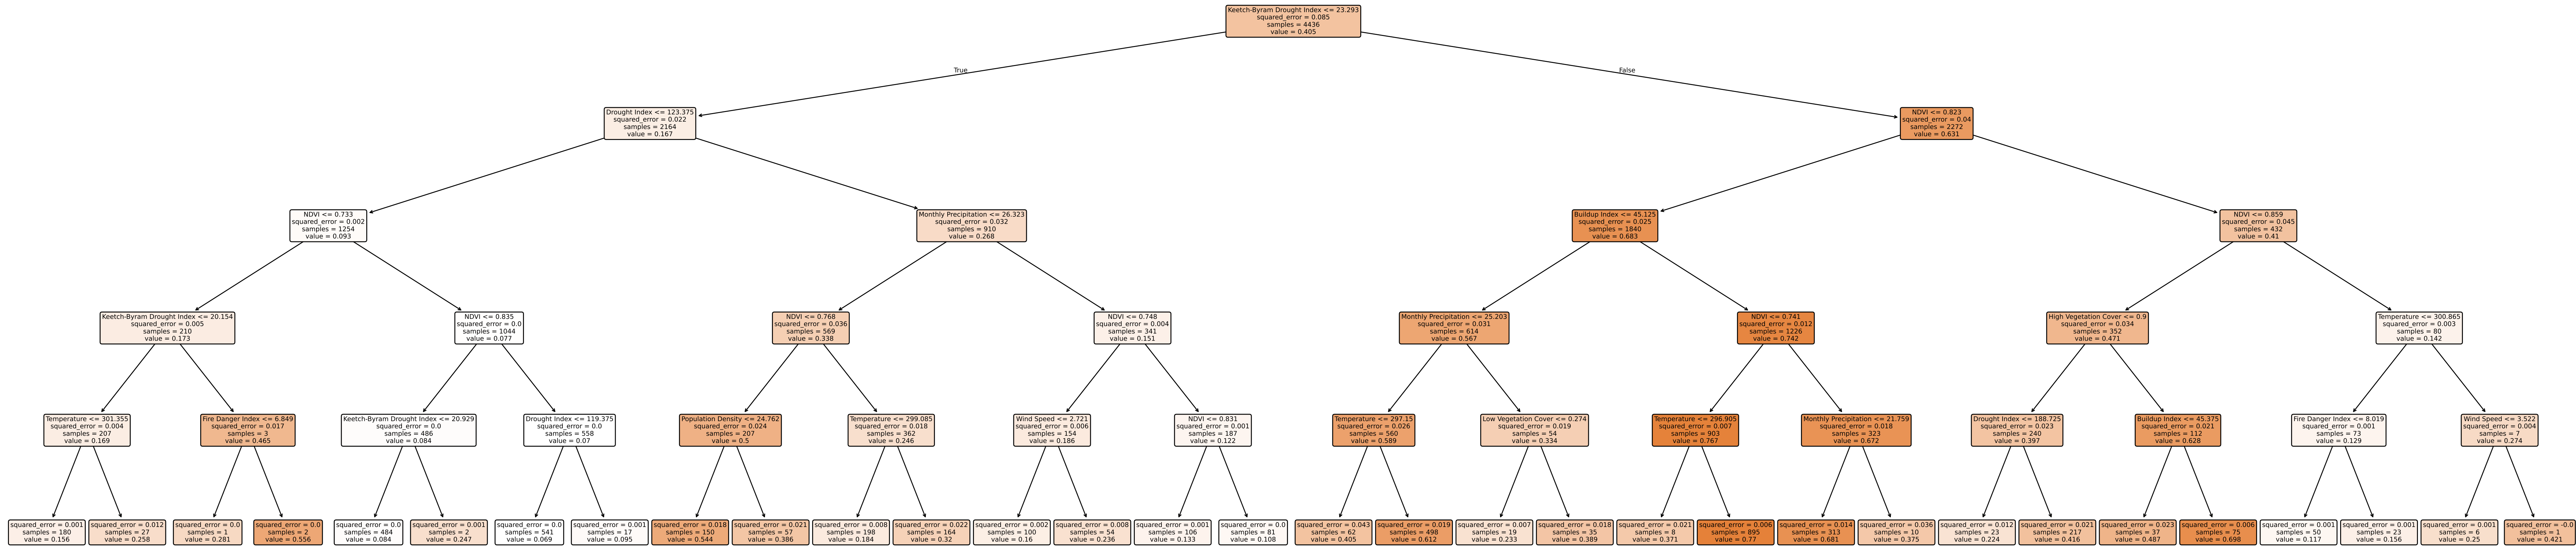 Keetch-Byram Drought Index <= 23.293
squared_error = 0.085
samples = 4436
value = 0.405
True
False
Drought Index <= 123.375
squared_error = 0.022
samples = 2164
value = 0.167
NDVI <= 0.823
squared_error = 0.04
samples = 2272
value = 0.631
NDVI <= 0.733
squared_error = 0.002
samples = 1254
value = 0.093
Monthly Precipitation <= 26.323
squared_error = 0.032
samples = 910
value = 0.268
Buildup Index <= 45.125
squared_error = 0.025
samples = 1840
value = 0.683
NDVI <= 0.859
squared_error = 0.045
samples = 432
value = 0.41
Keetch-Byram Drought Index <= 20.154
squared_error = 0.005
samples = 210
value = 0.173
NDVI <= 0.835
squared_error = 0.0
samples = 1044
value = 0.077
NDVI <= 0.768
squared_error = 0.036
samples = 569
value = 0.338
NDVI <= 0.748
squared_error = 0.004
samples = 341
value = 0.151
Monthly Precipitation <= 25.203
squared_error = 0.031
samples = 614
value = 0.567
NDVI <= 0.741
squared_error = 0.012
samples = 1226
value = 0.742
High Vegetation Cover <= 0.9
squared_error = 0.034
samples = 352
value = 0.471
Temperature <= 300.865
squared_error = 0.003
samples = 80
value = 0.142
Temperature <= 301.355
squared_error = 0.004
samples = 207
value = 0.169
Fire Danger Index <= 6.849
squared_error = 0.017
samples = 3
value = 0.465
Keetch-Byram Drought Index <= 20.929
squared_error = 0.0
samples = 486
value = 0.084
Drought Index <= 119.375
squared_error = 0.0
samples = 558
value = 0.07
Population Density <= 24.762
squared_error = 0.024
samples = 207
value = 0.5
Temperature <= 299.085
squared_error = 0.018
samples = 362
value = 0.246
Wind Speed <= 2.721
squared_error = 0.006
samples = 154
value = 0.186
NDVI <= 0.831
squared_error = 0.001
samples = 187
value = 0.122
Temperature <= 297.15
squared_error = 0.026
samples = 560
value = 0.589
Low Vegetation Cover <= 0.274
squared_error = 0.019
samples = 54
value = 0.334
Temperature <= 296.905
squared_error = 0.007
samples = 903
value = 0.767
Monthly Precipitation <= 21.759
squared_error = 0.018
samples = 323
value = 0.672
Drought Index <= 188.725
squared_error = 0.023
samples = 240
value = 0.397
Buildup Index <= 45.375
squared_error = 0.021
samples = 112
value = 0.628
Fire Danger Index <= 8.019
squared_error = 0.001
samples = 73
value = 0.129
Wind Speed <= 3.522
squared_error = 0.004
samples = 7
value = 0.274
squared_error = 0.001
samples = 180
value = 0.156
squared_error = 0.012
samples = 27
value = 0.258
squared_error = 0.0
samples = 1
value = 0.281
squared_error = 0.0
samples = 2
value = 0.556
squared_error = 0.0
samples = 484
value = 0.084
squared_error = 0.001
samples = 2
value = 0.247
squared_error = 0.0
samples = 541
value = 0.069
squared_error = 0.001
samples = 17
value = 0.095
squared_error = 0.018
samples = 150
value = 0.544
squared_error = 0.021
samples = 57
value = 0.386
squared_error = 0.008
samples = 198
value = 0.184
squared_error = 0.022
samples = 164
value = 0.32
squared_error = 0.002
samples = 100
value = 0.16
squared_error = 0.008
samples = 54
value = 0.236
squared_error = 0.001
samples = 106
value = 0.133
squared_error = 0.0
samples = 81
value = 0.108
squared_error = 0.043
samples = 62
value = 0.405
squared_error = 0.019
samples = 498
value = 0.612
squared_error = 0.007
samples = 19
value = 0.233
squared_error = 0.018
samples = 35
value = 0.389
squared_error = 0.021
samples = 8
value = 0.371
squared_error = 0.006
samples = 895
value = 0.77
squared_error = 0.014
samples = 313
value = 0.681
squared_error = 0.036
samples = 10
value = 0.375
squared_error = 0.012
samples = 23
value = 0.224
squared_error = 0.021
samples = 217
value = 0.416
squared_error = 0.023
samples = 37
value = 0.487
squared_error = 0.006
samples = 75
value = 0.698
squared_error = 0.001
samples = 50
value = 0.117
squared_error = 0.001
samples = 23
value = 0.156
squared_error = 0.001
samples = 6
value = 0.25
squared_error = -0.0
samples = 1
value = 0.421